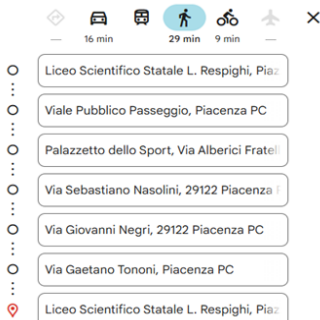 16 min
29 min
9 min
Liceo Scientifico Statale L. Respighi, Piaz
Viale Pubblico Passeggio, Piacenza PC
Palazzetto dello Sport, Via Alberici Fratell
Via Sebastiano Nasolini, 29122 Piacenza
Via Giovanni Negri, 29122 Piacenza PC
Via Gaetano Tononi, Piacenza PC
Liceo Scientifico Statale L. Respighi, Piaz